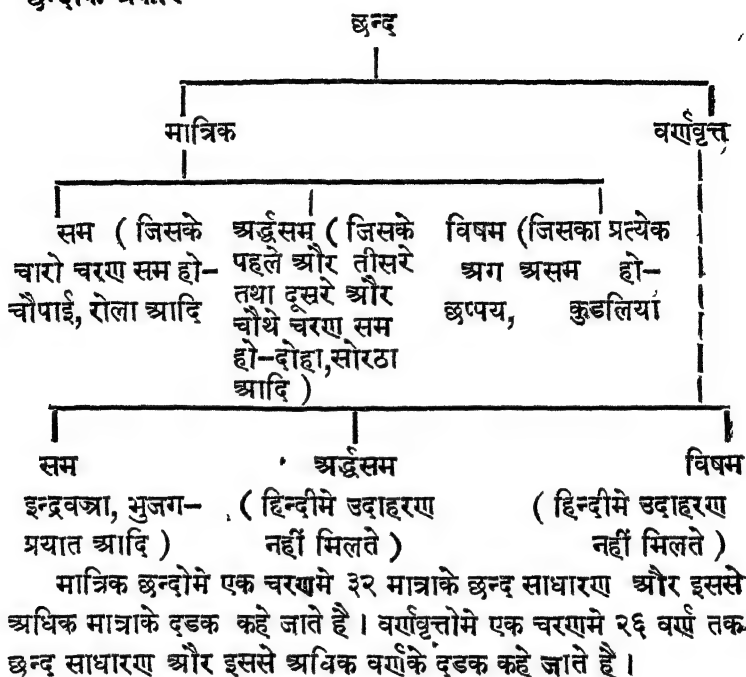 छन्द
मात्रिक वर्णवृत्त
सम ( जिसके
चारो चरण सम हो-
चौपाई, रोला आदि
अर्द्धसम ( जिसके
पहले और तीसरे
तथा दूसरे और
चौथे चरण सम
हो-दोहा,सोरठा
आदि )
विषम (जिसका प्रत्येक
अग असम हो-
छप्पय, कुडलियां
सम
इन्द्रवज्रा, भुजग-
प्रयात आदि )
अर्द्धसम
( हिन्दीमे उदाहरण
नहीं मिलते )
विषम
( हिन्दीमे उदाहरण
नहीं मिलते )
मात्रिक छन्दोमे एक चरणमे ३२ मात्राके छन्द साधारण और इससे
अधिक मात्राके दडक कहे जाते है । वर्णवृत्तोमे एक चरणमे २६ वर्ण तक
छन्द साधारण और इससे अधिक वर्णके दडक कहे जाते है ।